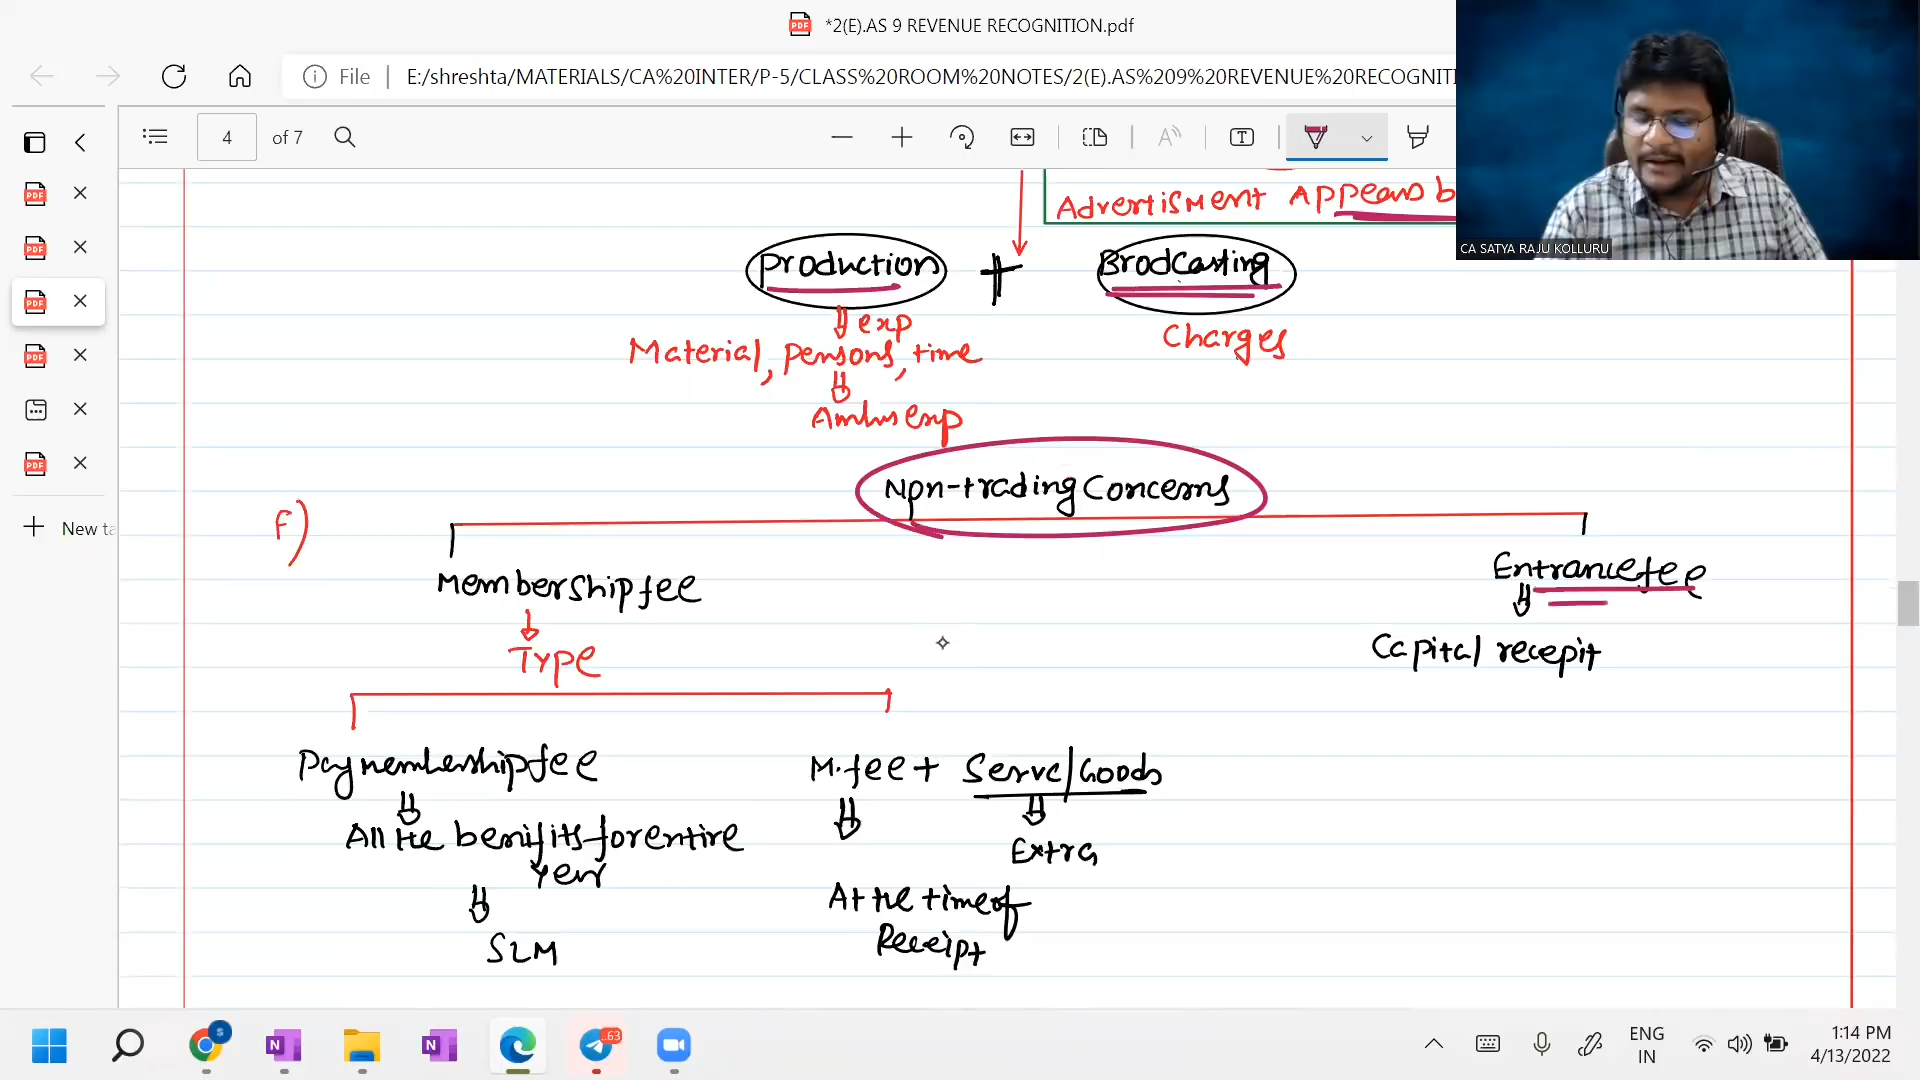 *2(E).AS 9 REVENUE RECOGNITION.pdf
File
E:/shreshta/MATERIALS/CA%20INTER/P-5/CLASS%20ROOM%20NOTES/2(E).AS%209%20REVENUE%20RECOGNITI
4 of 7
CA SATYA RAJU KOLLURU
New ta
Advertisment Appears b
Production + Brodcasting
exp
Charges
Material, Persons, time
exp
F)
Non-trading Concerns
Membership fee
Entrance fee
Type
Capital recepit
Pay membership fee
M.fee + Servc/Goods
All the benifits for entire
Year
Extra
At the time of
Receipt
SLM
63
ENG
IN
1:14 PM
4/13/2022